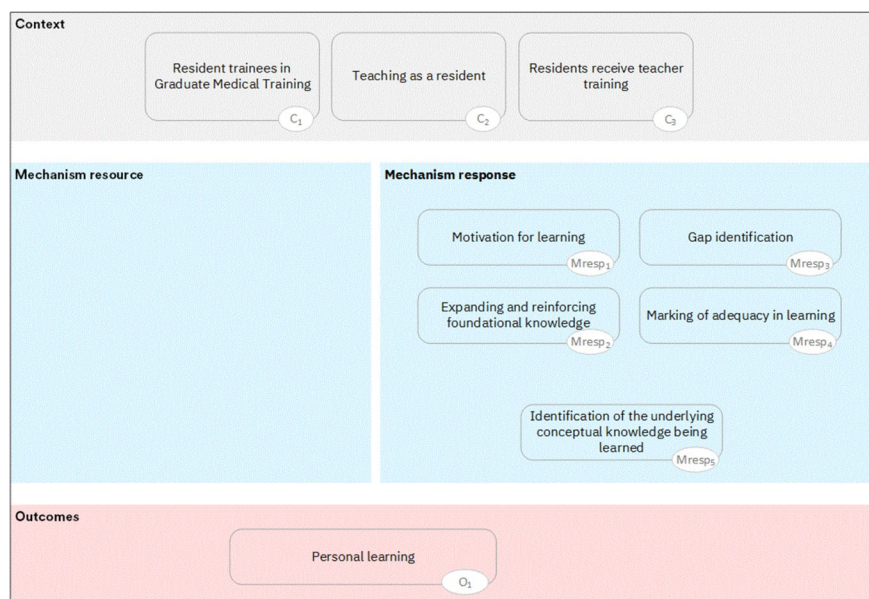 Context
Resident trainees in
Graduate Medical Training
C₁
Teaching as a resident
C₂
Residents receive teacher
training
C₃
Mechanism resource
Mechanism response
Motivation for learning
Mresp₁
Gap identification
Mresp₃
Expanding and reinforcing
foundational knowledge
Mresp₂
Marking of adequacy in learning
Mresp₄
Identification of the underlying
conceptual knowledge being
learned
Mresp₅
Outcomes
Personal learning
O₁